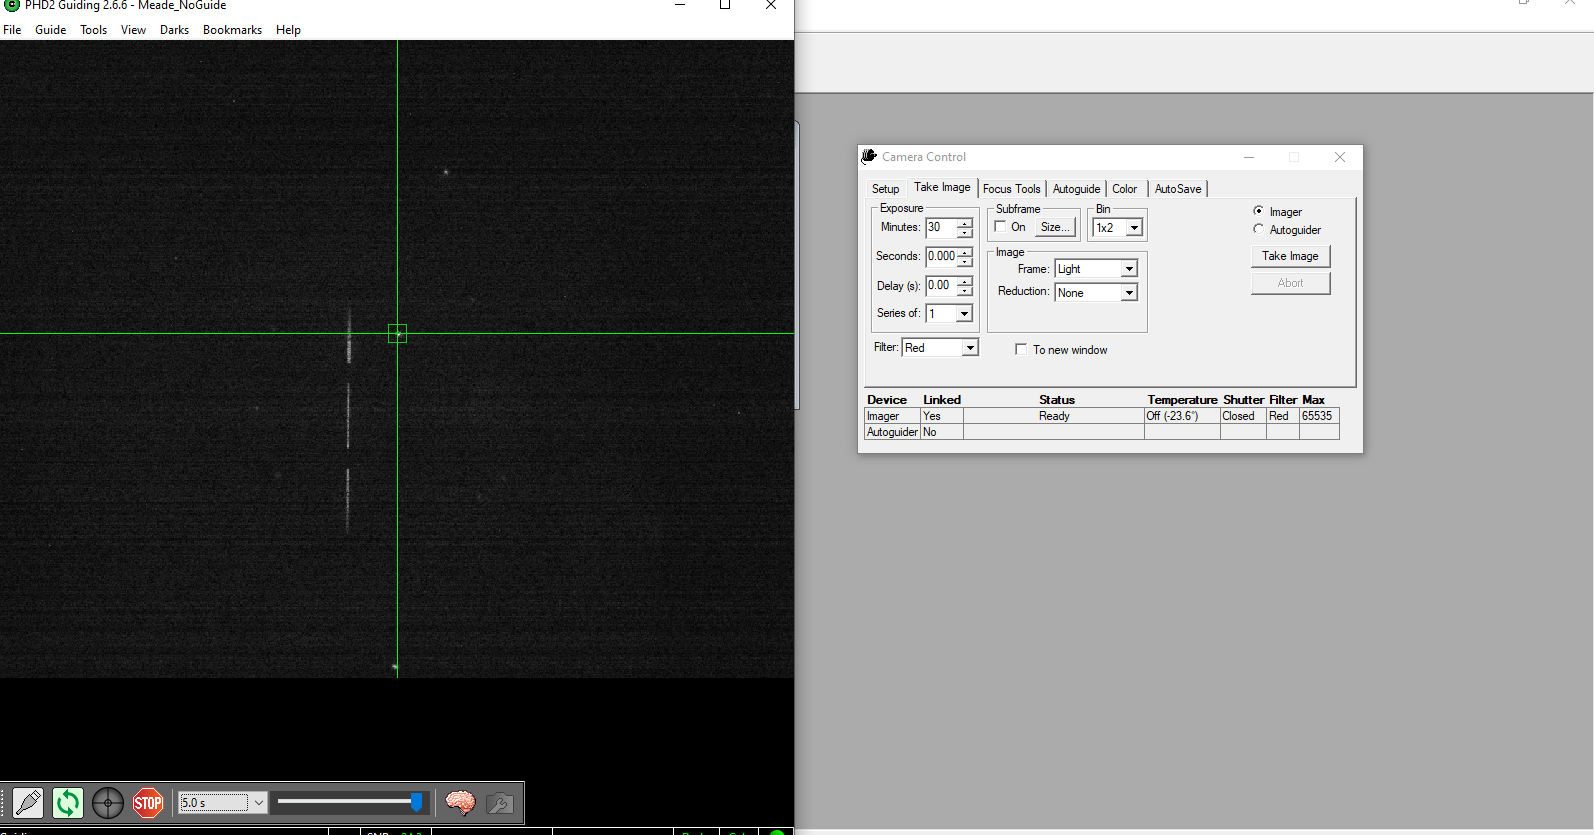 PHD2 Guiding 2.6.6 - Meade_NoGuide
File Guide Tools View Darks Bookmarks Help
STOP
5.0 s
Camera Control
Setup Take Image Focus Tools Autoguide Color AutoSave
Exposure
Minutes: 30
Seconds: 0.000
Delay (s): 0.00
Series of: 1
Filter: Red
Subframe
On Size...
Bin
1x2
Image
Frame: Light
Reduction: None
To new window
Imager
Autoguider
Take Image
Abort
Device Linked Status Temperature Shutter Filter Max
Imager Yes Ready Off (-23.6°) Closed Red 65535
Autoguider No